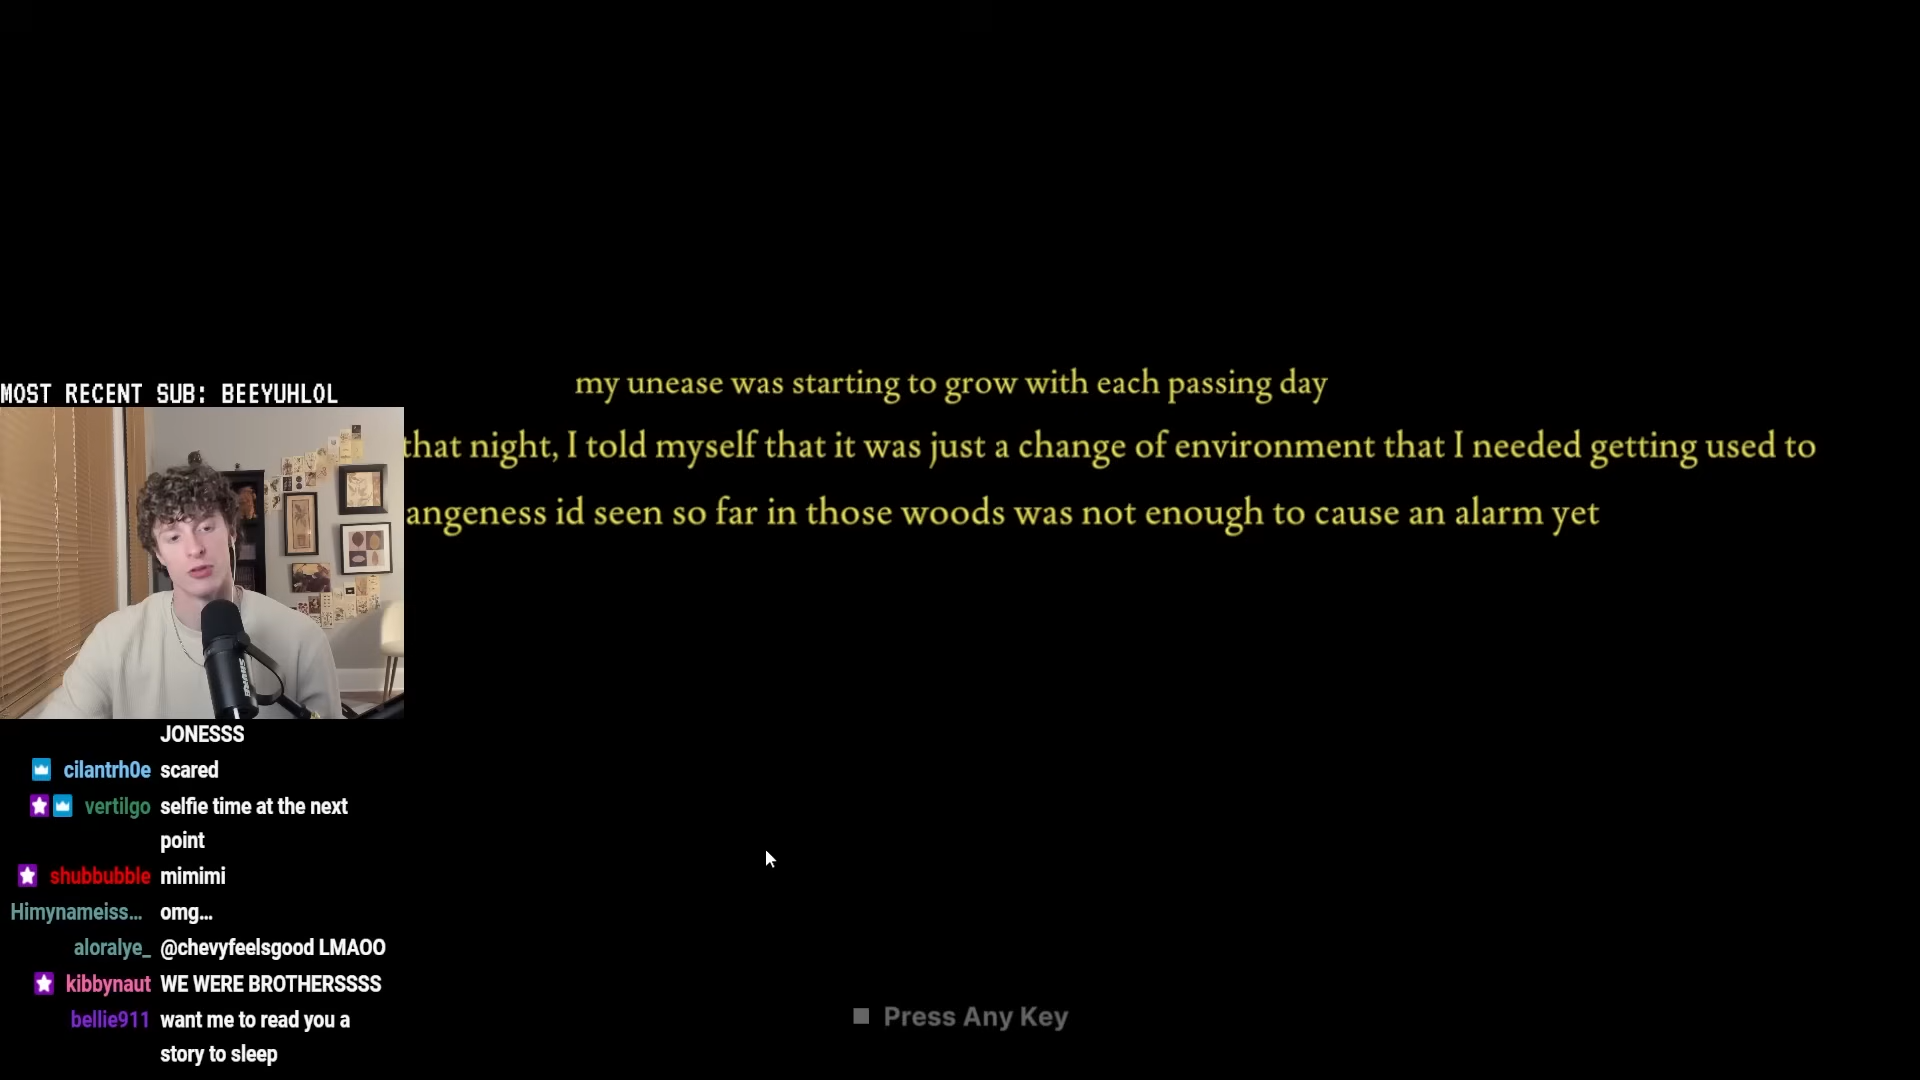 my unease was starting to grow with each passing day
MOST RECENT SUB: BEEYUHLOL
that night, I told myself that it was just a change of environment that I needed getting used to
angeness id seen so far in those woods was not enough to cause an alarm yet
SHURE
JONESSS
cilantrh0e scared
vertilgo selfie time at the next
point
shubbubble mimimi
Himynameiss... omg...
aloralye_ @chevyfeelsgood LMAOO
kibbynaut WE WERE BROTHERSSSS
bellie911 want me to read you a
story to sleep
Press Any Key